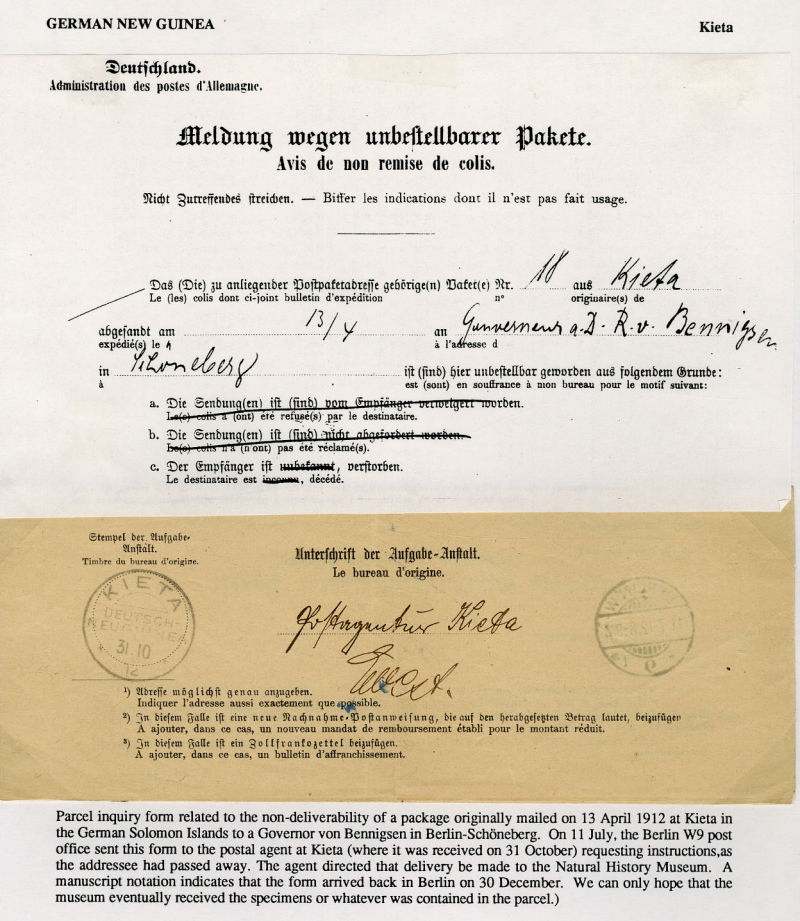 GERMAN NEW GUINEA
Kieta
Deutschland.
Administration des postes d'Allemagne.
Meldung wegen unbestellbarer Pakete.
Avis de non remise de colis.
Nicht Zutreffendes streichen. — Biffer les indications dont il n'est pas fait usage.
Das (Die) zu anliegender Postpaketadresse gehörige(n) Paket(e) Nr. 18 aus Kieta
Le (les) colis dont ci-joint bulletin d'expédition n° originaire(s) de
abgesandt am 13/4 an Gouverneur a.D. R. v. Bennigsen
expédié(s) le à l'adresse d
in Schöneberg ist (sind) hier unbestellbar geworden aus folgendem Grunde:
à est (sont) en souffrance à mon bureau pour le motif suivant:
a. Die Sendung(en) ist (sind) vom Empfänger verweigert worden.
Le(s) colis a (ont) été refusé(s) par le destinataire.
b. Die Sendung(en) ist (sind) nicht abgefordert worden.
Le(s) colis n'a (n'ont) pas été réclamé(s).
c. Der Empfänger ist unbekannt, verstorben.
Le destinataire est inconnu, décédé.
Stempel der Aufgabe-
Anstalt.
Timbre du bureau d'origine.
Unterschrift der Aufgabe-Anstalt.
Le bureau d'origine.
KIETA
DEUTSCH-
NEUGUINEA
31.10
12
Postagentur Kieta
¹) Adresse möglichst genau anzugeben.
Indiquer l'adresse aussi exactement que possible.
²) In diesem Falle ist eine neue Nachnahme-Postanweisung, die auf den herabgesetzten Betrag lautet, beizufügen
À ajouter, dans ce cas, un nouveau mandat de remboursement établi pour le montant réduit.
³) In diesem Falle ist ein Zollfrankozettel beizufügen.
À ajouter, dans ce cas, un bulletin d'affranchissement.
Parcel inquiry form related to the non-deliverability of a package originally mailed on 13 April 1912 at Kieta in
the German Solomon Islands to a Governor von Bennigsen in Berlin-Schöneberg. On 11 July, the Berlin W9 post
office sent this form to the postal agent at Kieta (where it was received on 31 October) requesting instructions,as
the addressee had passed away. The agent directed that delivery be made to the Natural History Museum. A
manuscript notation indicates that the form arrived back in Berlin on 30 December. We can only hope that the
museum eventually received the specimens or whatever was contained in the parcel.)